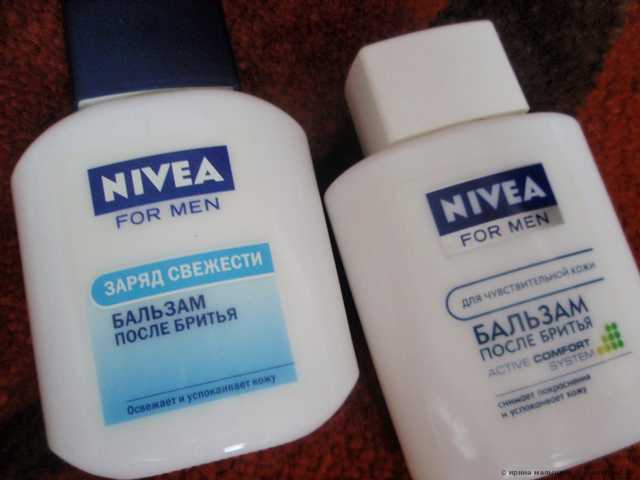 NIVEA
FOR MEN
ЗАРЯД СВЕЖЕСТИ
БАЛЬЗАМ
ПОСЛЕ БРИТЬЯ
Освежает и успокаивает кожу
NIVEA
FOR MEN
ДЛЯ ЧУВСТВИТЕЛЬНОЙ КОЖИ
БАЛЬЗАМ
ПОСЛЕ БРИТЬЯ
ACTIVE COMFORT
SYSTEM
снимает покраснения
и успокаивает кожу
© ирина